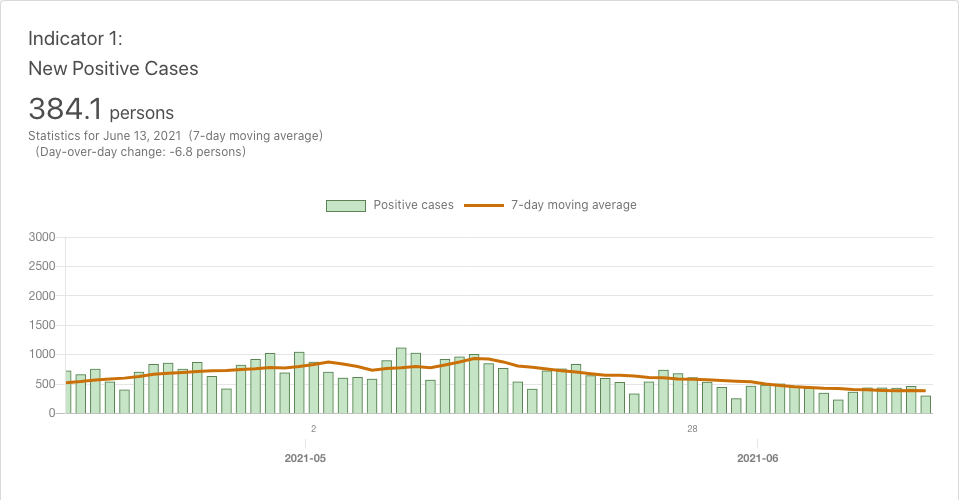 Indicator 1:
New Positive Cases
384.1 persons
Statistics for June 13, 2021 (7-day moving average)
(Day-over-day change: -6.8 persons)
Positive cases 7-day moving average
3000
2500
2000
1500
1000
500
0
2 28
2021-05 2021-06